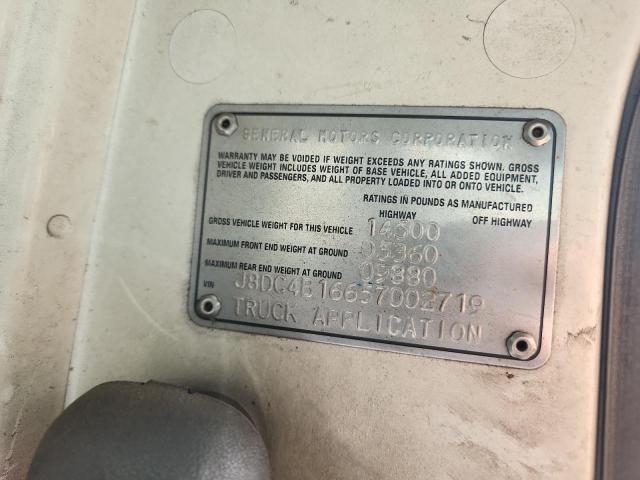 GENERAL MOTORS CORPORATION
WARRANTY MAY BE VOIDED IF WEIGHT EXCEEDS ANY RATINGS SHOWN. GROSS
VEHICLE WEIGHT INCLUDES WEIGHT OF BASE VEHICLE, ALL ADDED EQUIPMENT,
DRIVER AND PASSENGERS, AND ALL PROPERTY LOADED INTO OR ONTO VEHICLE.
RATINGS IN POUNDS AS MANUFACTURED
HIGHWAY OFF HIGHWAY
GROSS VEHICLE WEIGHT FOR THIS VEHICLE 14500
MAXIMUM FRONT END WEIGHT AT GROUND 05360
MAXIMUM REAR END WEIGHT AT GROUND 09880
VIN J8DC4B16657002719
TRUCK APPLICATION